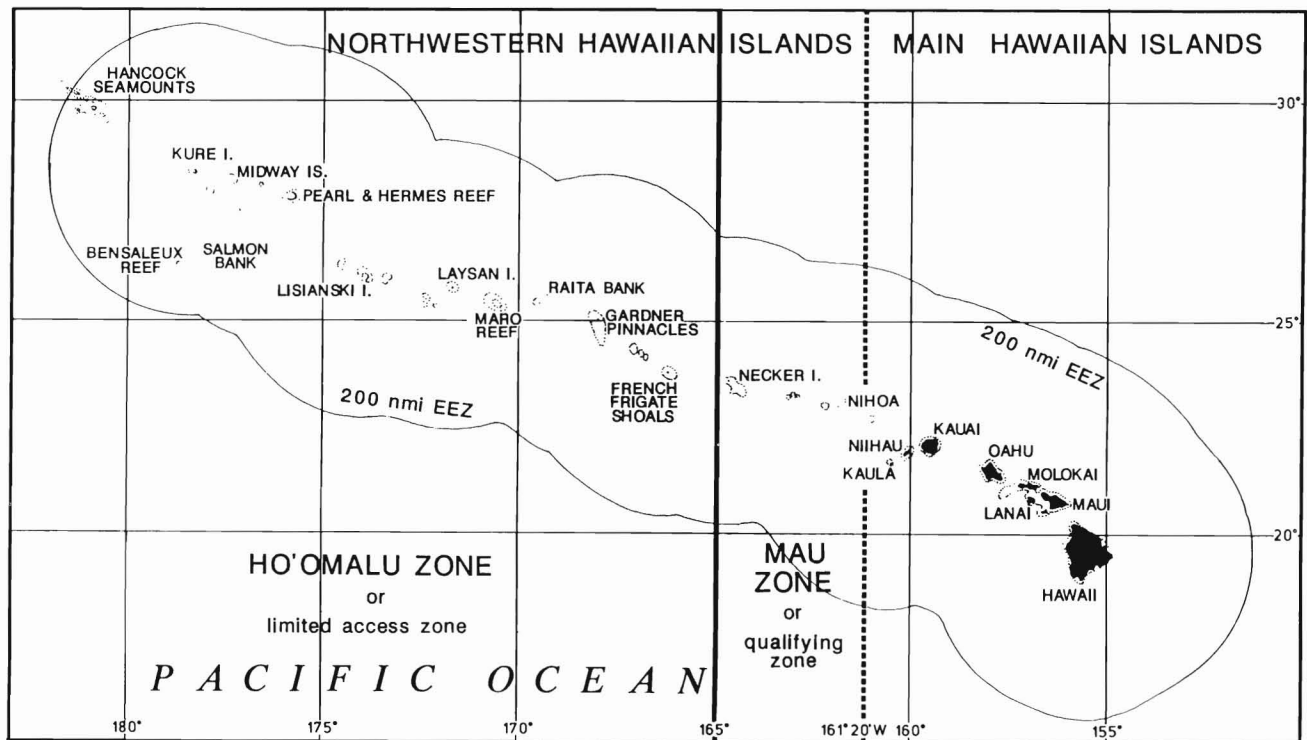 NORTHWESTERN HAWAIIAN ISLANDS
MAIN HAWAIIAN ISLANDS
HANCOCK
SEAMOUNTS
30°
KURE I.
MIDWAY IS.
PEARL & HERMES REEF
BENSALEUX
REEF
SALMON
BANK
LISIANSKI I.
LAYSAN I.
MARO
REEF
RAITA BANK
GARDNER
PINNACLES
25°
200 nmi EEZ
200 nmi EEZ
FRENCH
FRIGATE
SHOALS
NECKER I.
NIHOA
NIIHAU
KAULA
KAUAI
OAHU
MOLOKAI
LANAI
MAUI
20°
HAWAII
HO'OMALU ZONE
or
limited access zone
MAU
ZONE
or
qualifying
zone
PACIFIC OCEAN
180°
175°
170°
165°
161°20'W
160°
155°